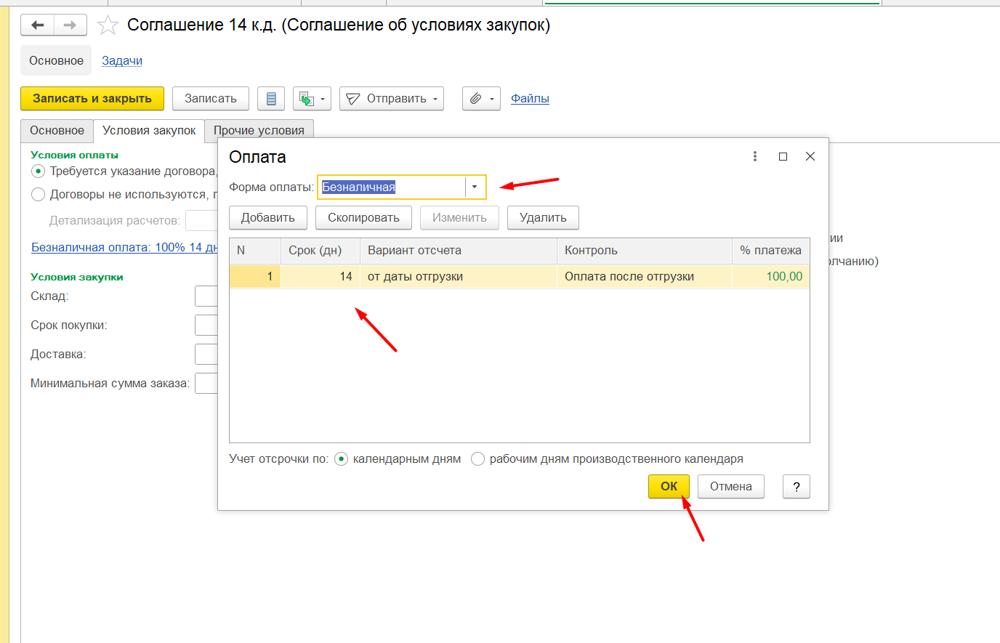 Соглашение 14 к.д. (Соглашение об условиях закупок)
Основное Задачи
Записать и закрыть Записать Отправить Файлы
Основное Условия закупок Прочие условия
Условия оплаты
Требуется указание договора,
Договоры не используются, п
Детализация расчетов:
Безналичная оплата: 100% 14 дн
Условия закупки
Склад:
Срок покупки:
Доставка:
Минимальная сумма заказа:
Оплата
Форма оплаты: Безналичная
Добавить Скопировать Изменить Удалить
N Срок (дн) Вариант отсчета Контроль % платежа
1 14 от даты отгрузки Оплата после отгрузки 100,00
Учет отсрочки по: календарным дням рабочим дням производственного календаря
ОК Отмена ?
ии
олчанию)